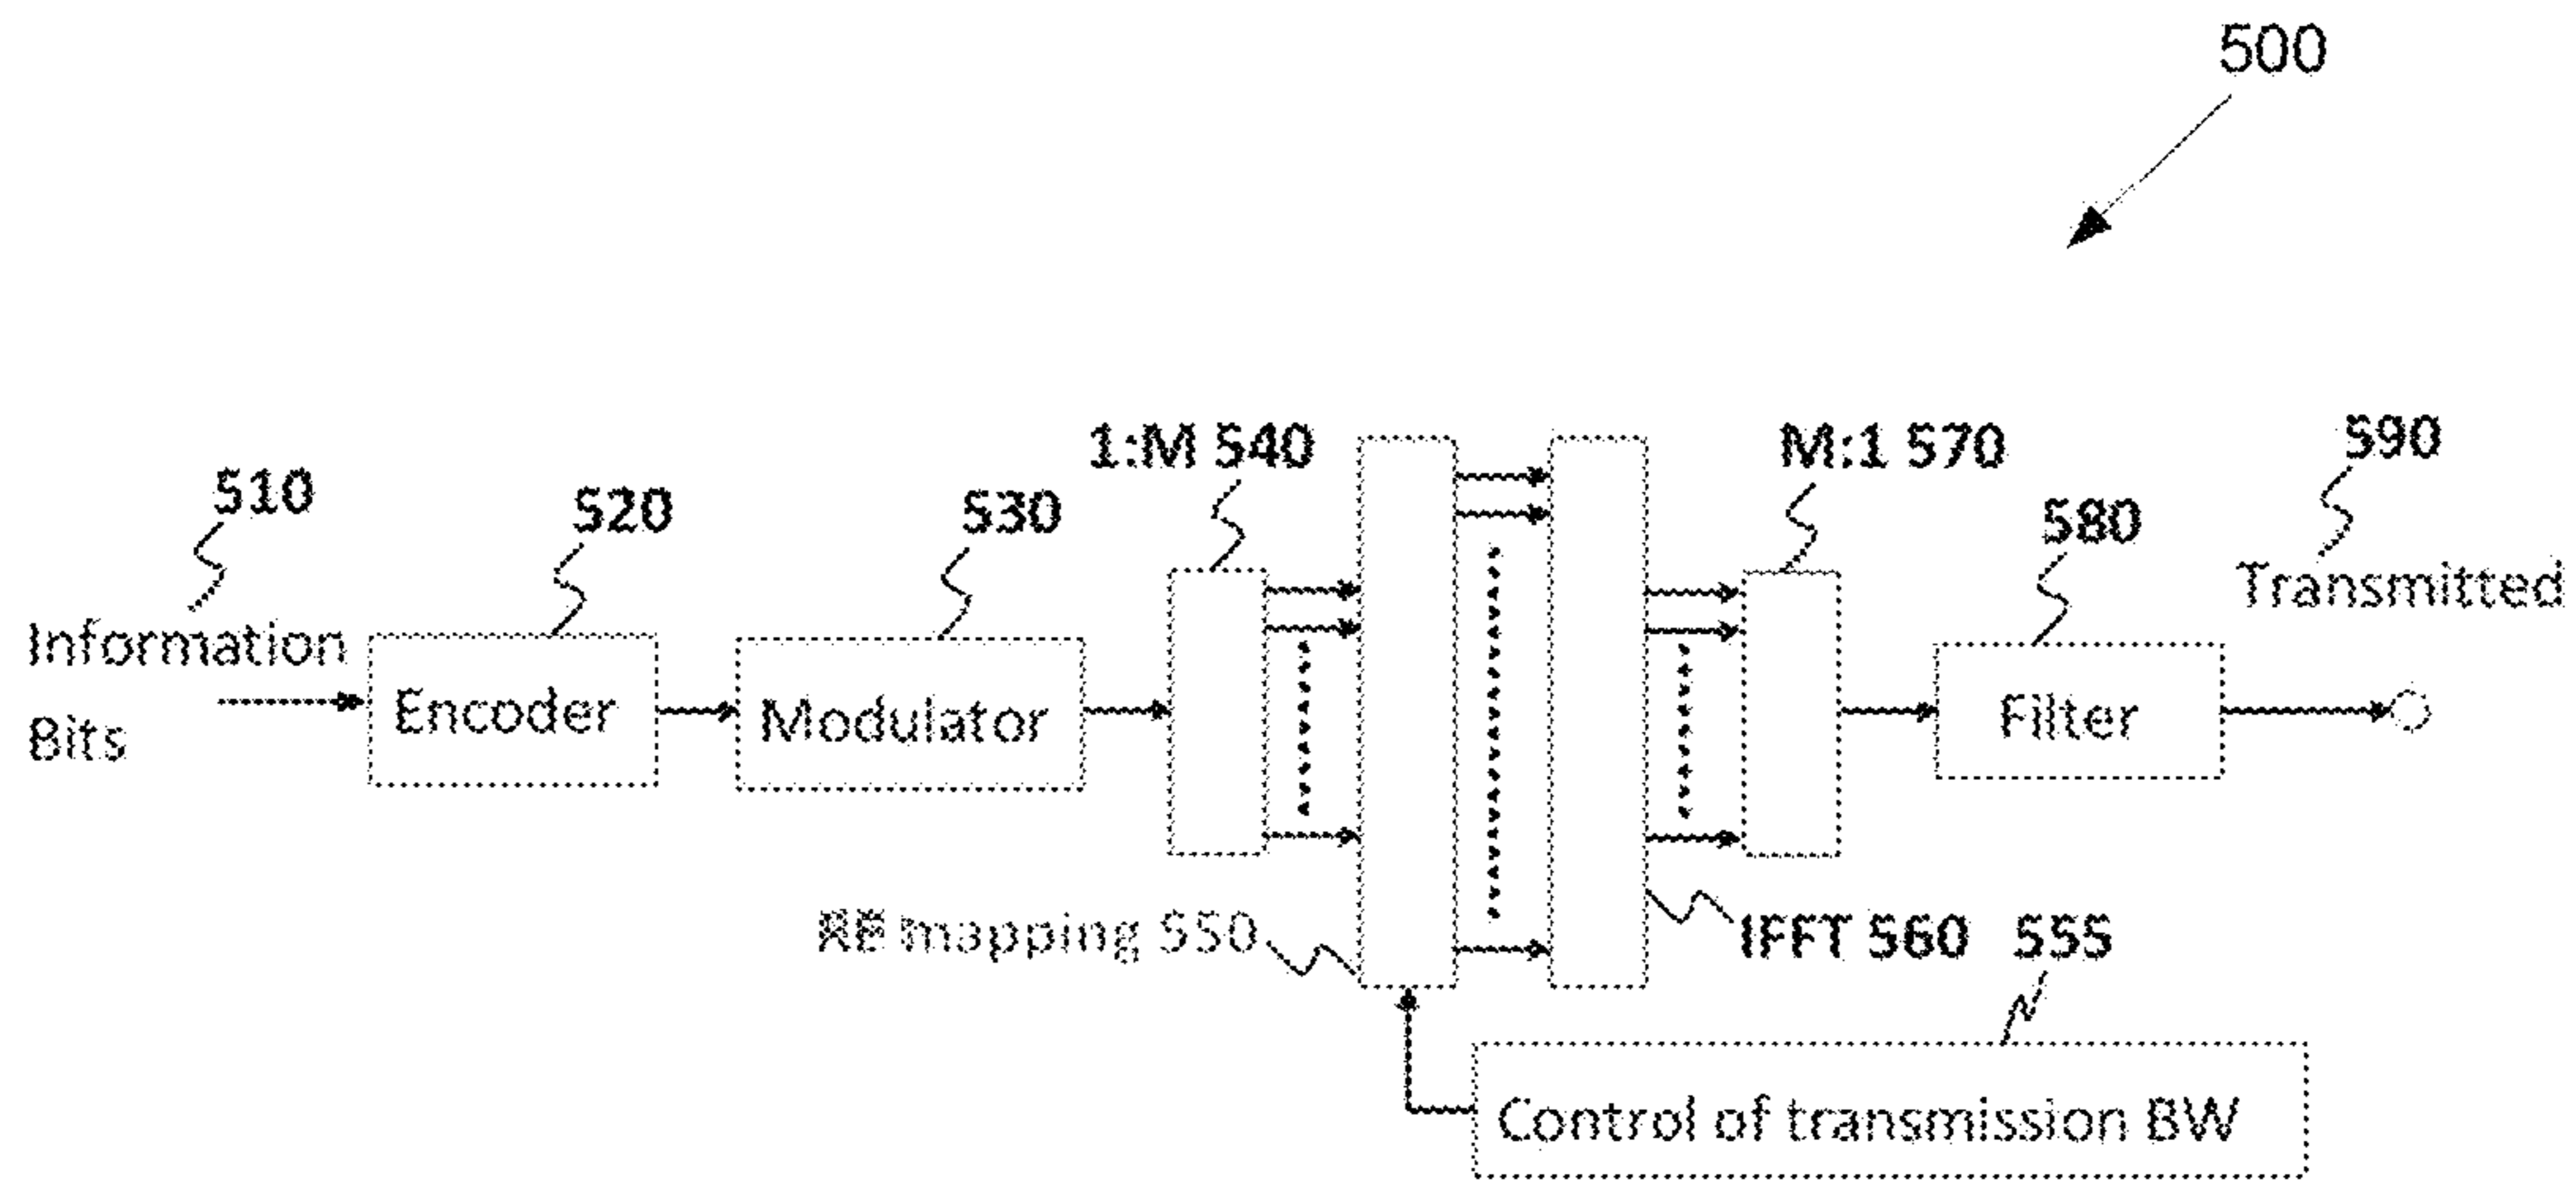 500
1:M 540
M:1 570
590
510
520
530
580
Transmitted
Information
Bits
Encoder
Modulator
Filter
mapping 550
IFFT 560
555
Control of transmission BW